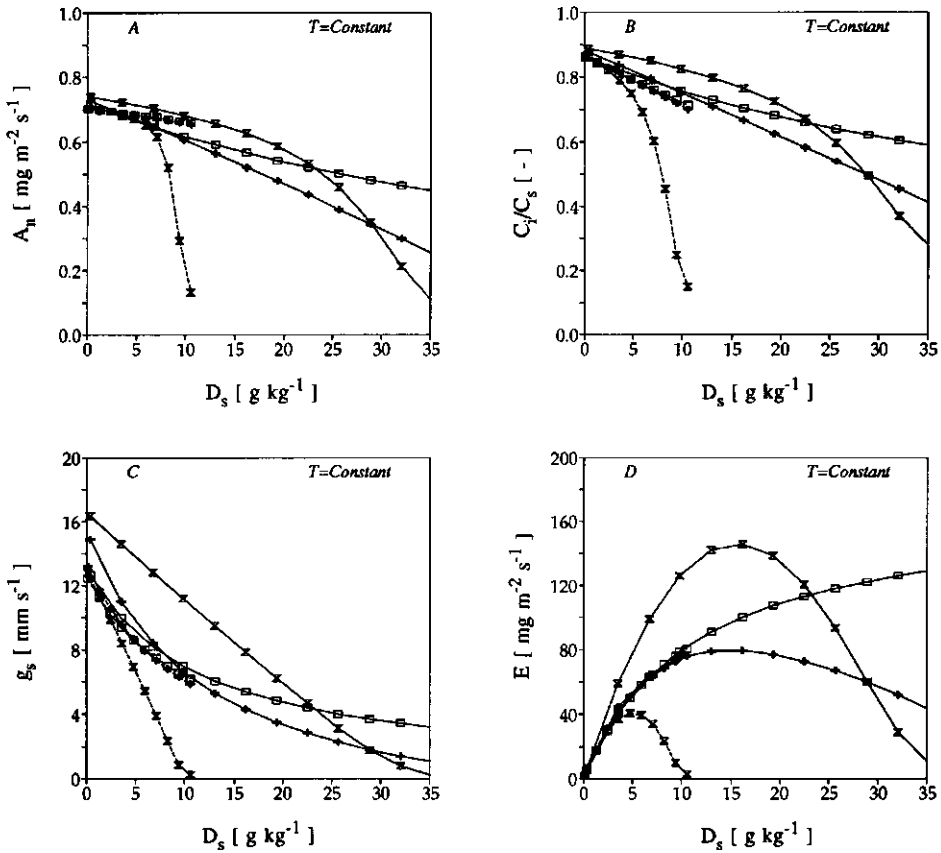 A T=Constant
1.0
0.8
0.6
0.4
0.2
0.0
A_n [ mg m^-2 s^-1 ]
0 5 10 15 20 25 30 35
D_s [ g kg^-1 ]
B T=Constant
1.0
0.8
0.6
0.4
0.2
0.0
C_i/C_s [ - ]
0 5 10 15 20 25 30 35
D_s [ g kg^-1 ]
C T=Constant
20
16
12
8
4
0
g_s [ mm s^-1 ]
0 5 10 15 20 25 30 35
D_s [ g kg^-1 ]
D T=Constant
200
160
120
80
40
0
E [ mg m^-2 s^-1 ]
0 5 10 15 20 25 30 35
D_s [ g kg^-1 ]